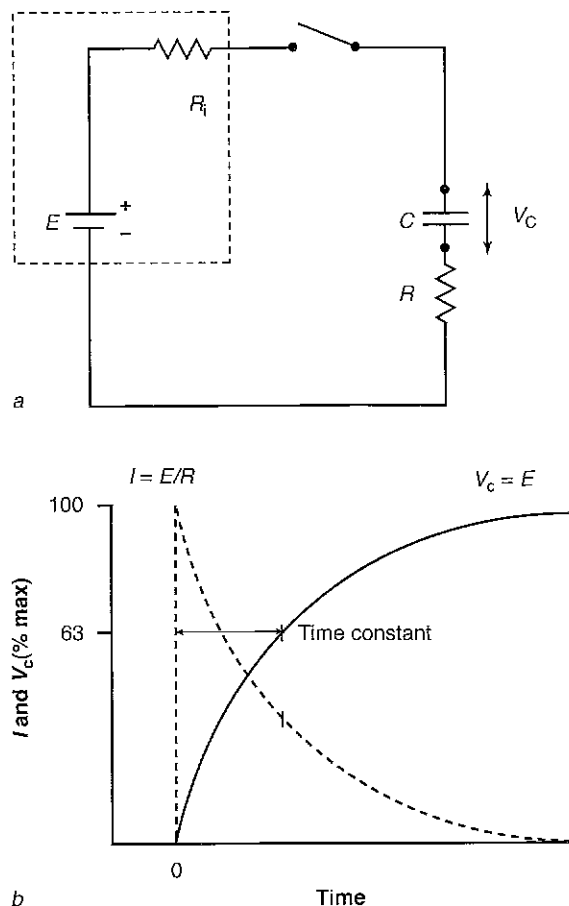 Ri
E
+
−
C
VC
R
a
I = E/R
Vc = E
100
63
Time constant
I and Vc(% max)
0
b
Time